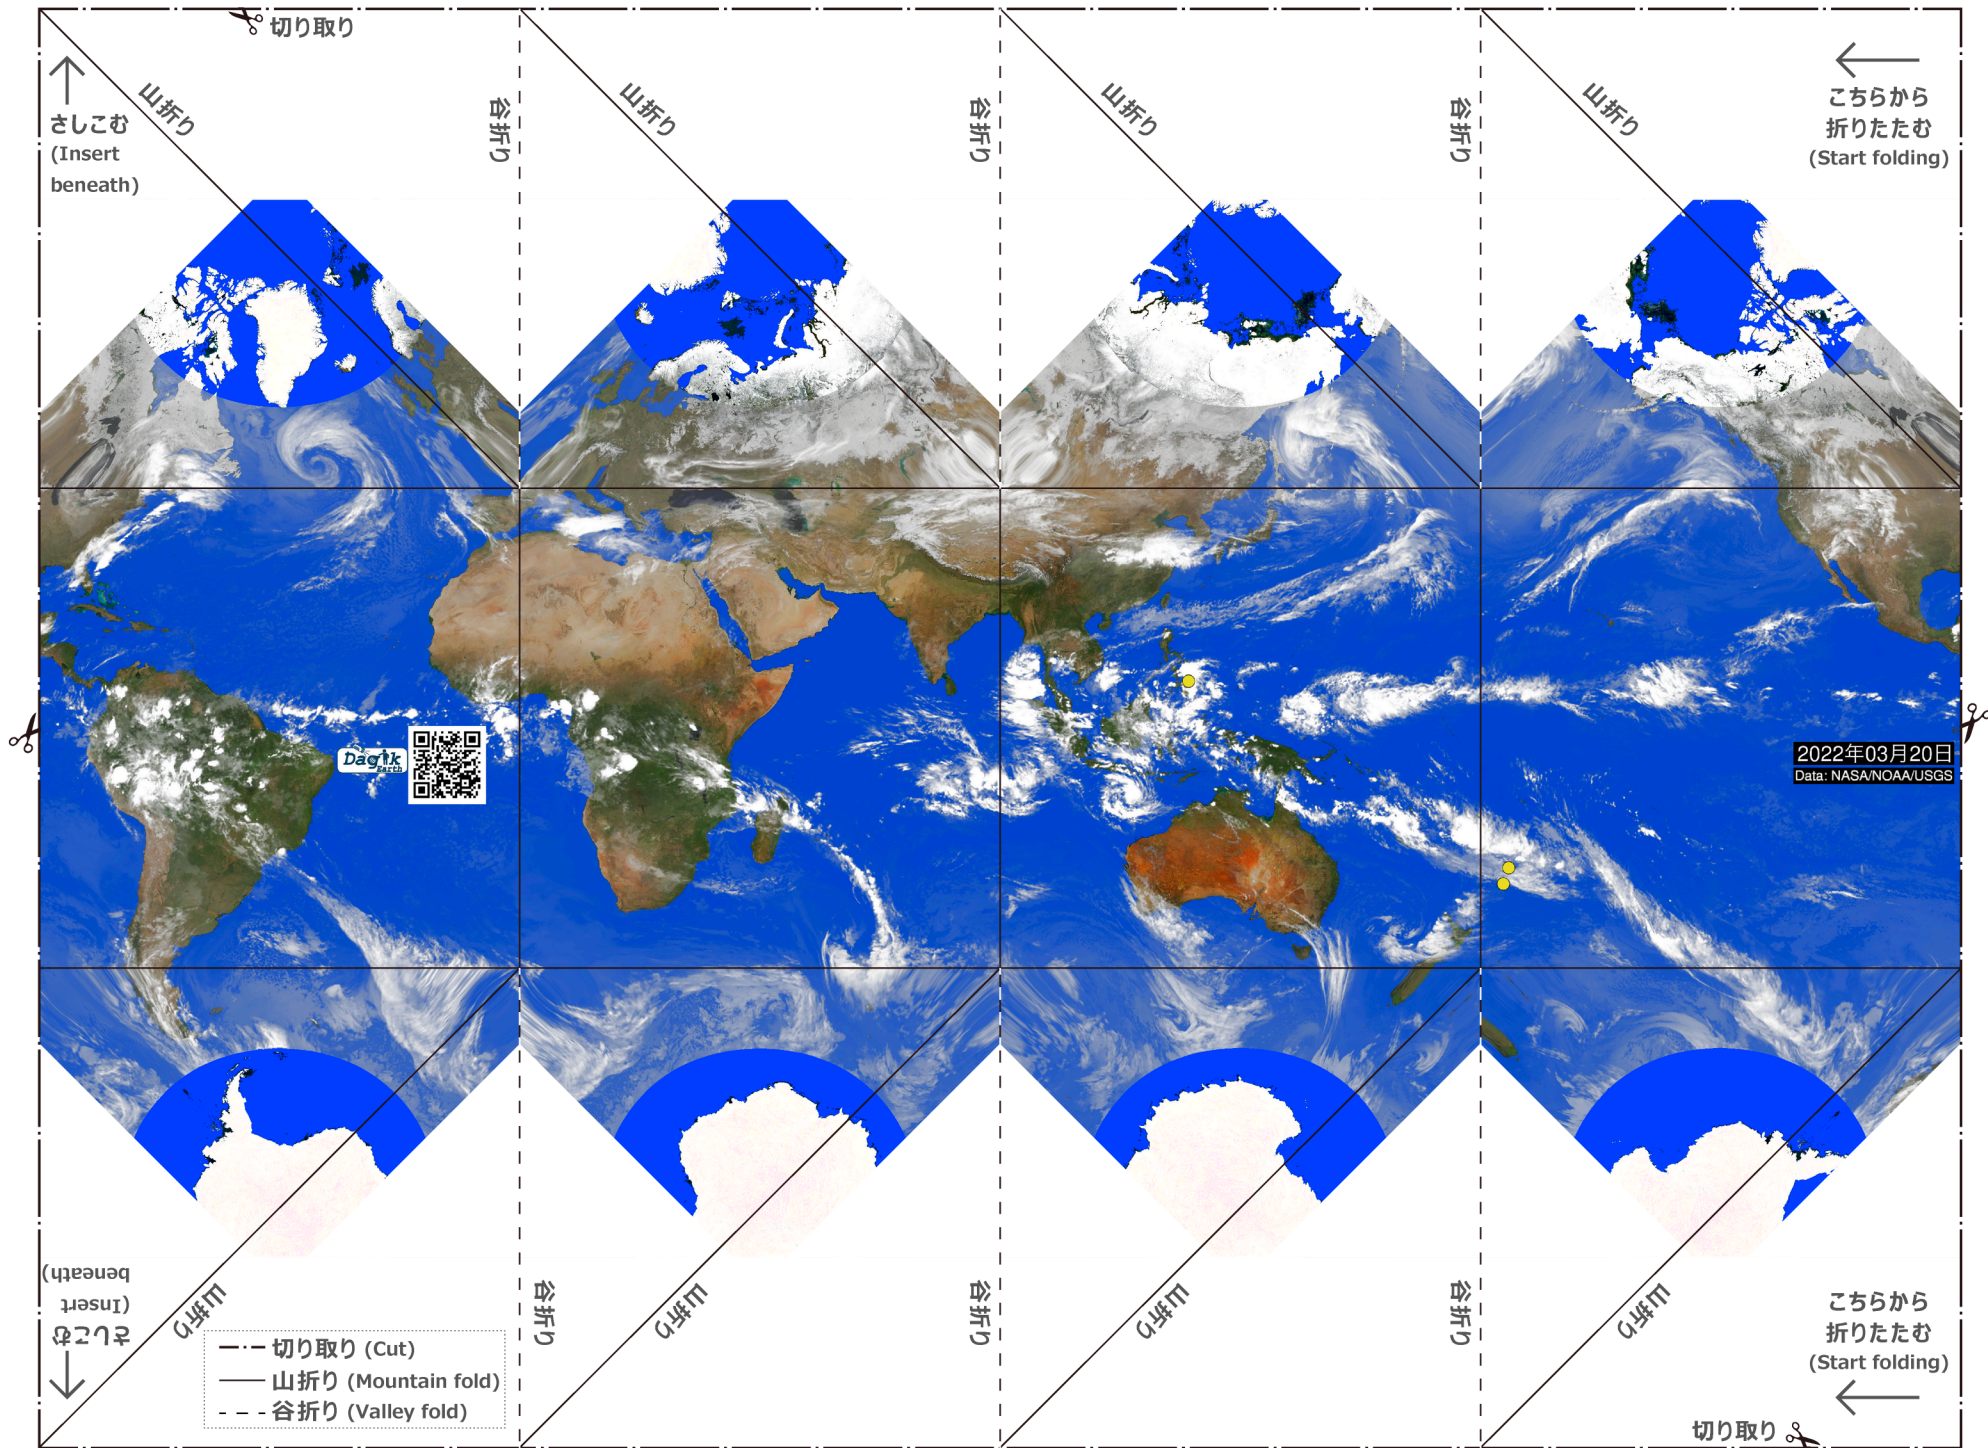 切り取り
さしこむ
(Insert
beneath)
山折り
谷折り
山折り
谷折り
山折り
谷折り
山折り
こちらから
折りたたむ
(Start folding)
Dagik
Earth
2022年03月20日
Data: NASA/NOAA/USGS
さしこむ
(Insert
beneath)
山折り
谷折り
山折り
谷折り
山折り
谷折り
山折り
こちらから
折りたたむ
(Start folding)
切り取り (Cut)
山折り (Mountain fold)
谷折り (Valley fold)
切り取り